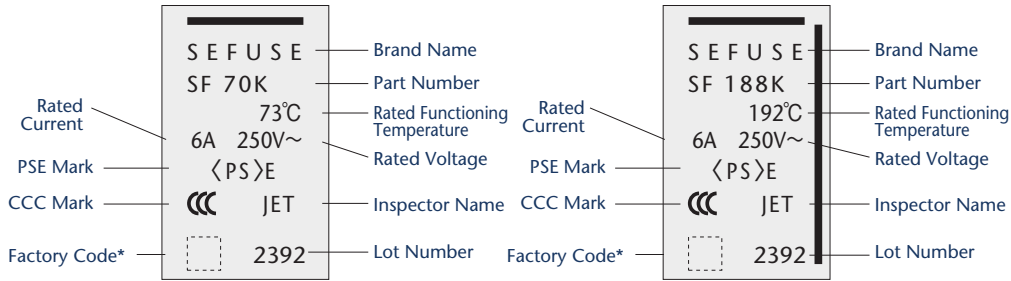 SEFUSE Brand Name
SF 70K Part Number
73℃ Rated Functioning Temperature
Rated Current 6A 250V～ Rated Voltage
PSE Mark 〈PS〉E
CCC Mark CCC JET Inspector Name
Factory Code* 2392 Lot Number
SEFUSE Brand Name
SF 188K Part Number
192℃ Rated Functioning Temperature
Rated Current 6A 250V～ Rated Voltage
PSE Mark 〈PS〉E
CCC Mark CCC JET Inspector Name
Factory Code* 2392 Lot Number